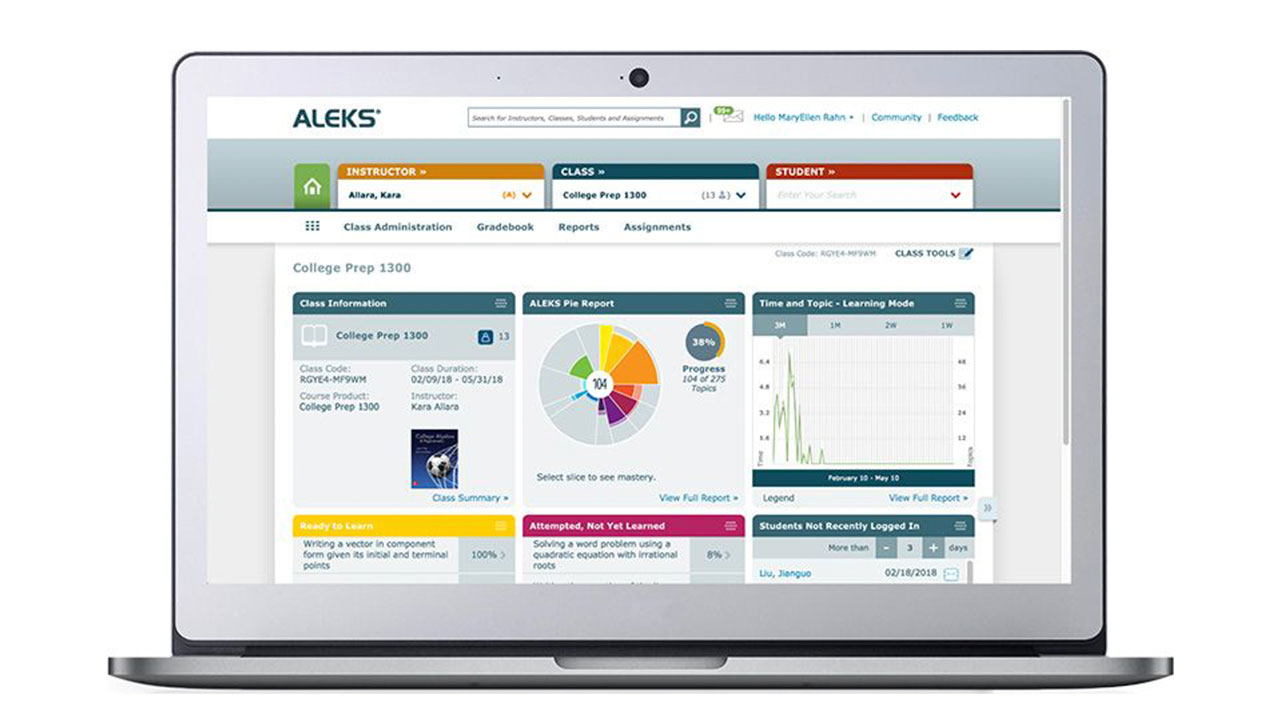 ALEKS®
Search for Instructors, Classes, Students and Assignments
99+
Hello MaryEllen Rahn
Community
Feedback
INSTRUCTOR »
CLASS »
STUDENT »
Allara, Kara
(A)
College Prep 1300
(13
Enter Your Search
Class Administration
Gradebook
Reports
Assignments
Class Code: RGYE4-MF9WM
CLASS TOOLS
College Prep 1300
Class Information
College Prep 1300
13
Class Code:
RGYE4-MF9WM
Class Duration:
02/09/18 - 05/31/18
Course Product:
College Prep 1300
Instructor:
Kara Allara
College Algebra
Class Summary »
ALEKS Pie Report
104
38%
Progress
104 of 275
Topics
Select slice to see mastery.
View Full Report »
Time and Topic - Learning Mode
3M
1M
2W
1W
6.4
4.8
3.2
1.6
48
36
24
12
Time
Topics
February 10 - May 10
Legend
View Full Report »
Ready to Learn
Writing a vector in component
form given its initial and terminal
points
100%
Attempted, Not Yet Learned
Solving a word problem using a
quadratic equation with irrational
roots
8%
Students Not Recently Logged In
More than
-
3
+
days
Liu, Jianguo
02/18/2018